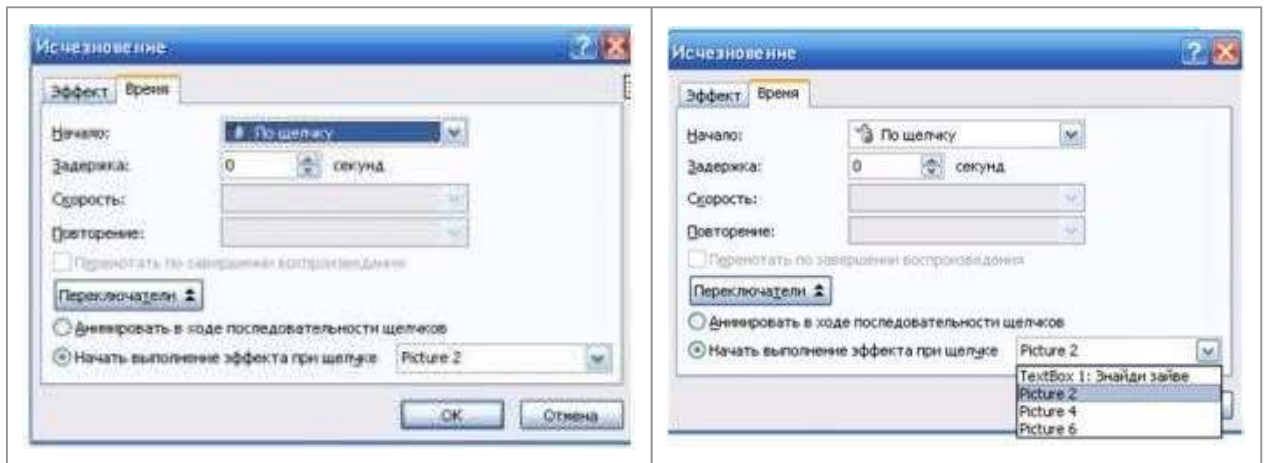 Исчезновение
Эффект Время
Начало: По щелчку
Задержка: 0 секунд
Скорость:
Повторение:
Перемотать по завершении воспроизведения
Переключатели
Анимировать в ходе последовательности щелчков
Начать выполнение эффекта при щелчке Picture 2
ОК Отмена
Исчезновение
Эффект Время
Начало: По щелчку
Задержка: 0 секунд
Скорость:
Повторение:
Перемотать по завершении воспроизведения
Переключатели
Анимировать в ходе последовательности щелчков
Начать выполнение эффекта при щелчке Picture 2
TextBox 1: Знайди зайве
Picture 2
Picture 4
Picture 6